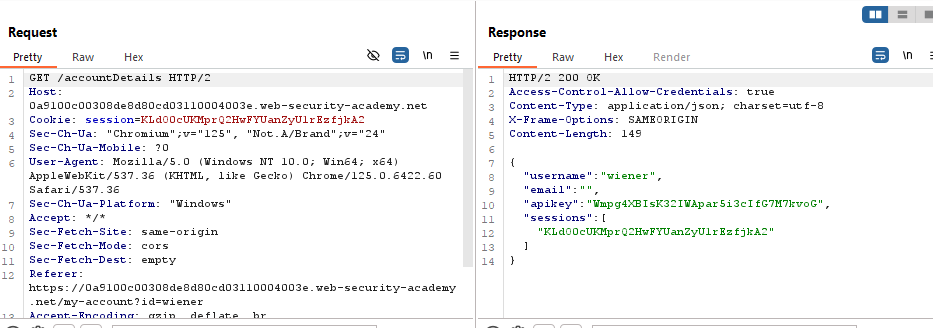 Request
Pretty Raw Hex \n
1 GET /accountDetails HTTP/2
2 Host:
0a9100c00308de8d80cd03110004003e.web-security-academy.net
3 Cookie: session=KLd00cUKMprQ2HwFYUanZyUlrEzfjkA2
4 Sec-Ch-Ua: "Chromium";v="125", "Not.A/Brand";v="24"
5 Sec-Ch-Ua-Mobile: ?0
6 User-Agent: Mozilla/5.0 (Windows NT 10.0; Win64; x64)
AppleWebKit/537.36 (KHTML, like Gecko) Chrome/125.0.6422.60
Safari/537.36
7 Sec-Ch-Ua-Platform: "Windows"
8 Accept: */*
9 Sec-Fetch-Site: same-origin
10 Sec-Fetch-Mode: cors
11 Sec-Fetch-Dest: empty
12 Referer:
https://0a9100c00308de8d80cd03110004003e.web-security-academy
.net/my-account?id=wiener
13 Accept-Encoding: gzip, deflate, br
Response
Pretty Raw Hex Render \n
1 HTTP/2 200 OK
2 Access-Control-Allow-Credentials: true
3 Content-Type: application/json; charset=utf-8
4 X-Frame-Options: SAMEORIGIN
5 Content-Length: 149
6
7 {
8 "username":"wiener",
9 "email":"",
10 "apikey":"Wmpg4XBIsK32IWApar5i3cIfG7M7kvoG",
11 "sessions":[
12 "KLd00cUKMprQ2HwFYUanZyUlrEzfjkA2"
13 ]
14 }